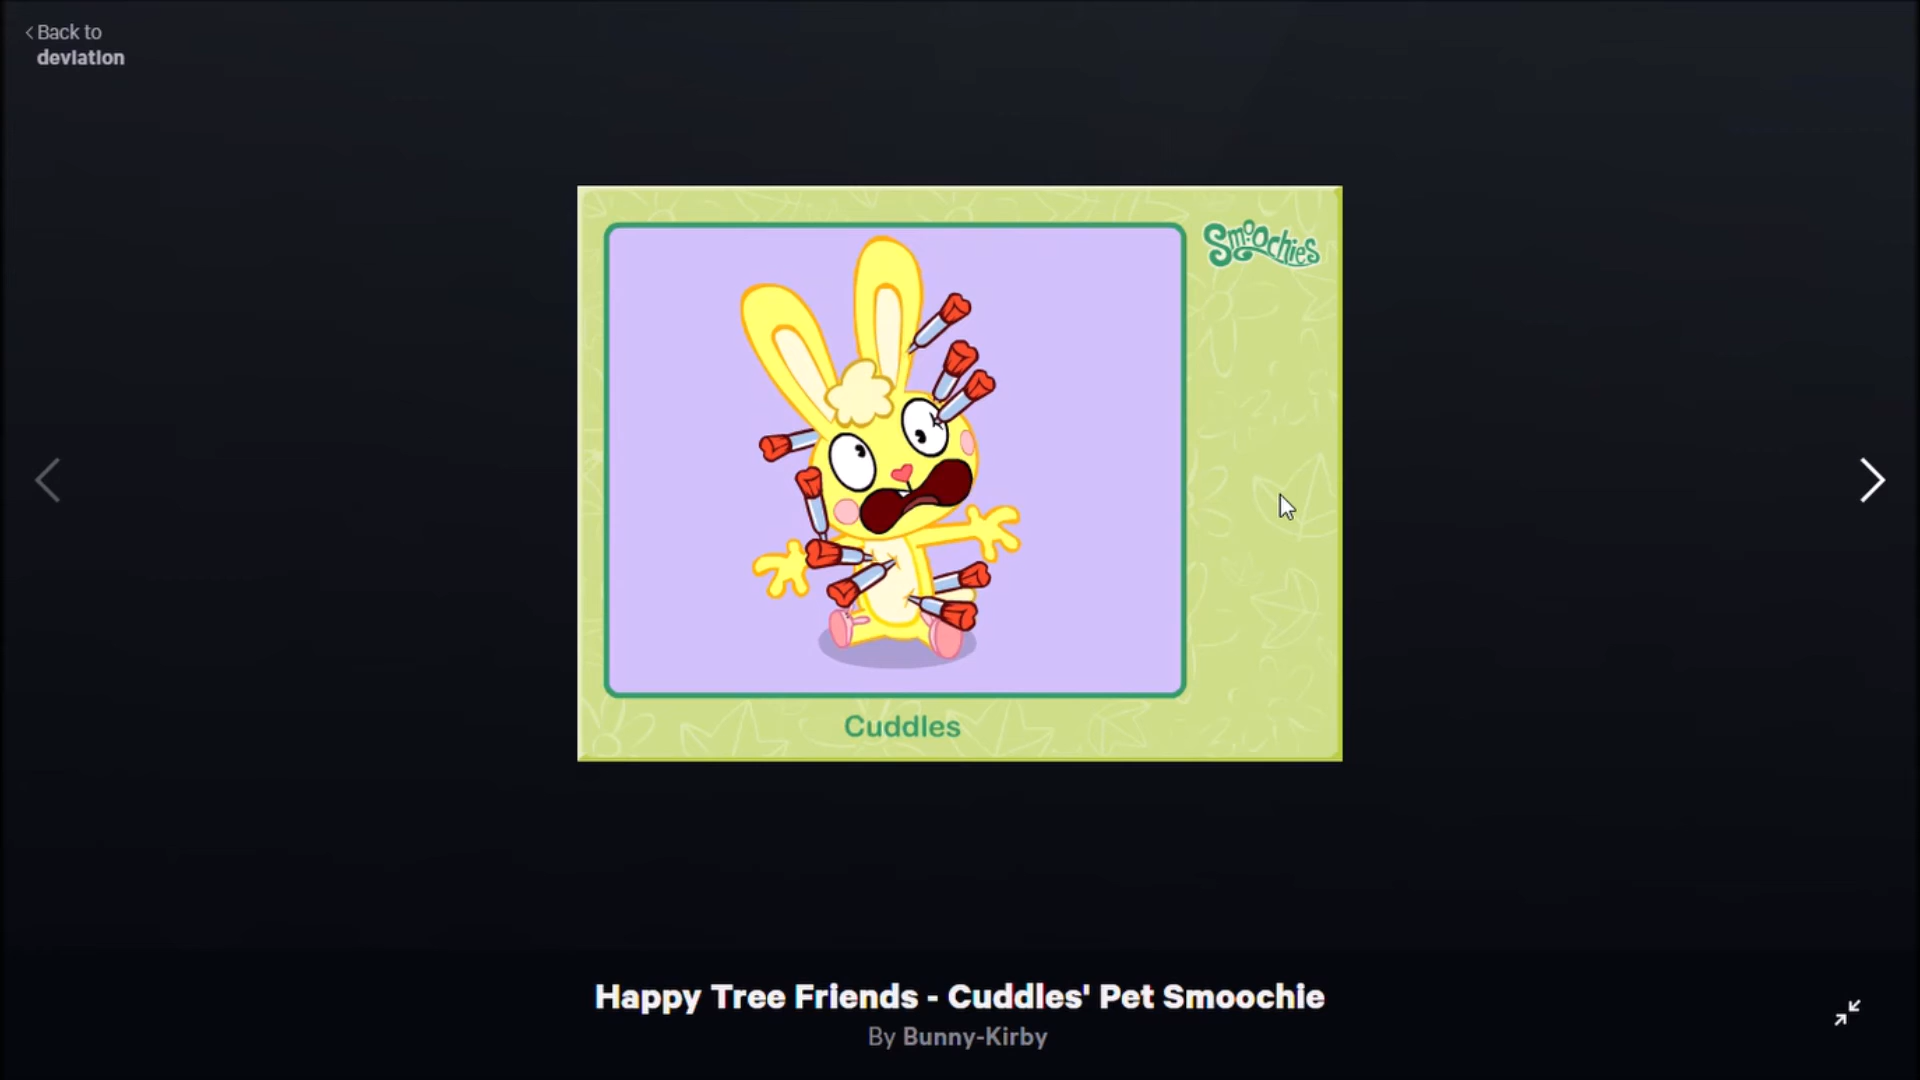 Back to
deviation
Smoochies
Cuddles
Happy Tree Friends - Cuddles' Pet Smoochie
By Bunny-Kirby